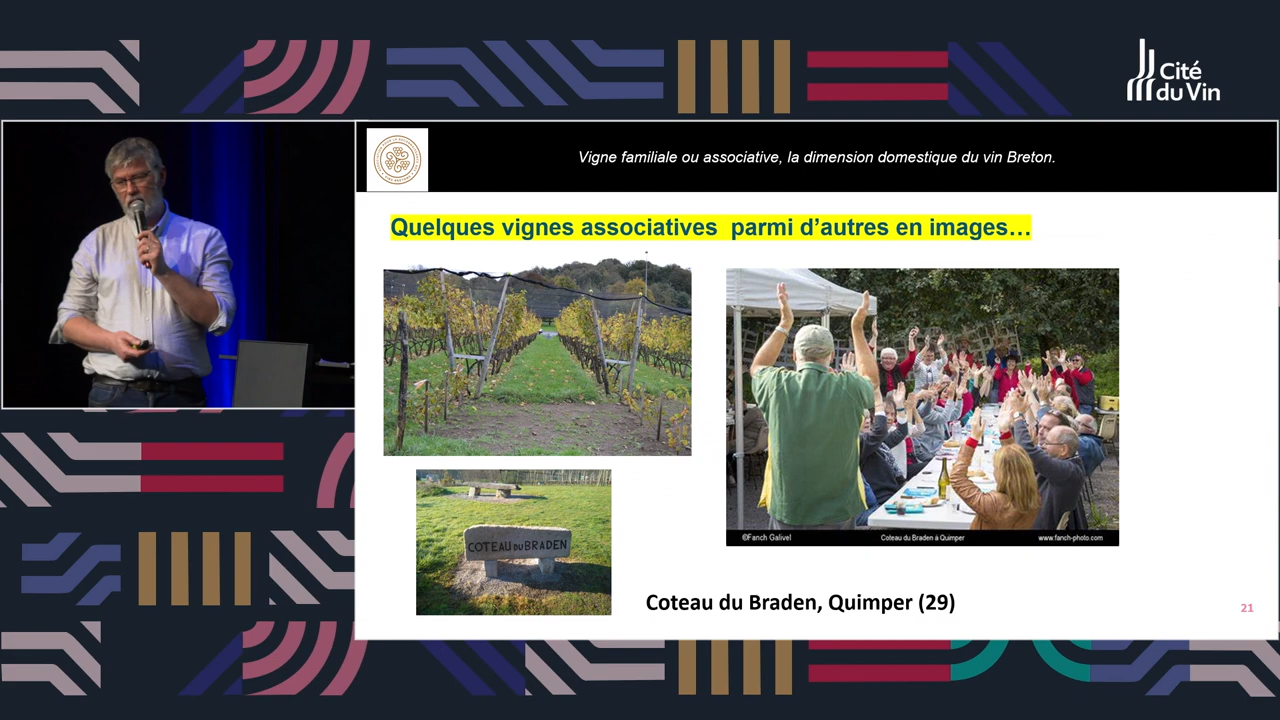 Cité
du Vin
Vigne familiale ou associative, la dimension domestique du vin Breton.
Quelques vignes associatives parmi d’autres en images…
COTEAU DU BRADEN
©Fanch Galivel
Coteau du Braden à Quimper
www.fanch-photo.com
Coteau du Braden, Quimper (29)
21